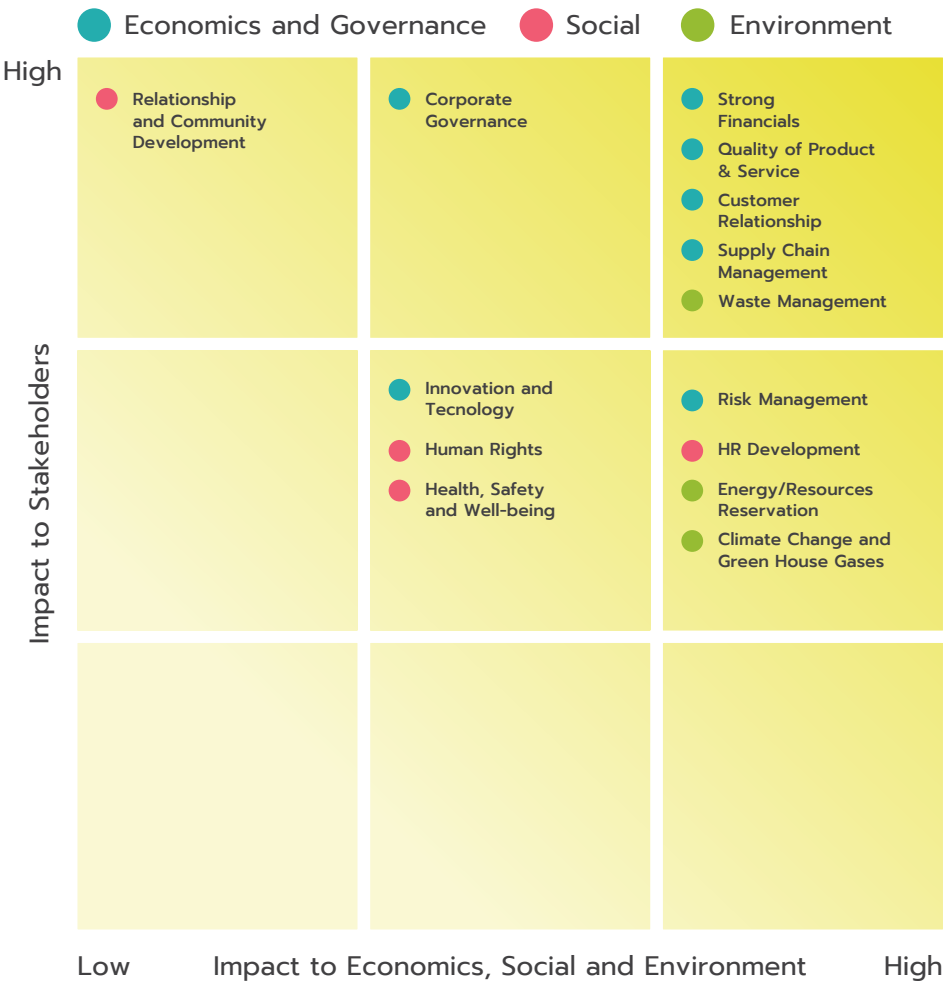 Economics and Governance
Social
Environment
High
Relationship
and Community
Development
Corporate
Governance
Strong
Financials
Quality of Product
& Service
Customer
Relationship
Supply Chain
Management
Waste Management
Impact to Stakeholders
Innovation and
Tecnology
Human Rights
Health, Safety
and Well-being
Risk Management
HR Development
Energy/Resources
Reservation
Climate Change and
Green House Gases
Low
Impact to Economics, Social and Environment
High